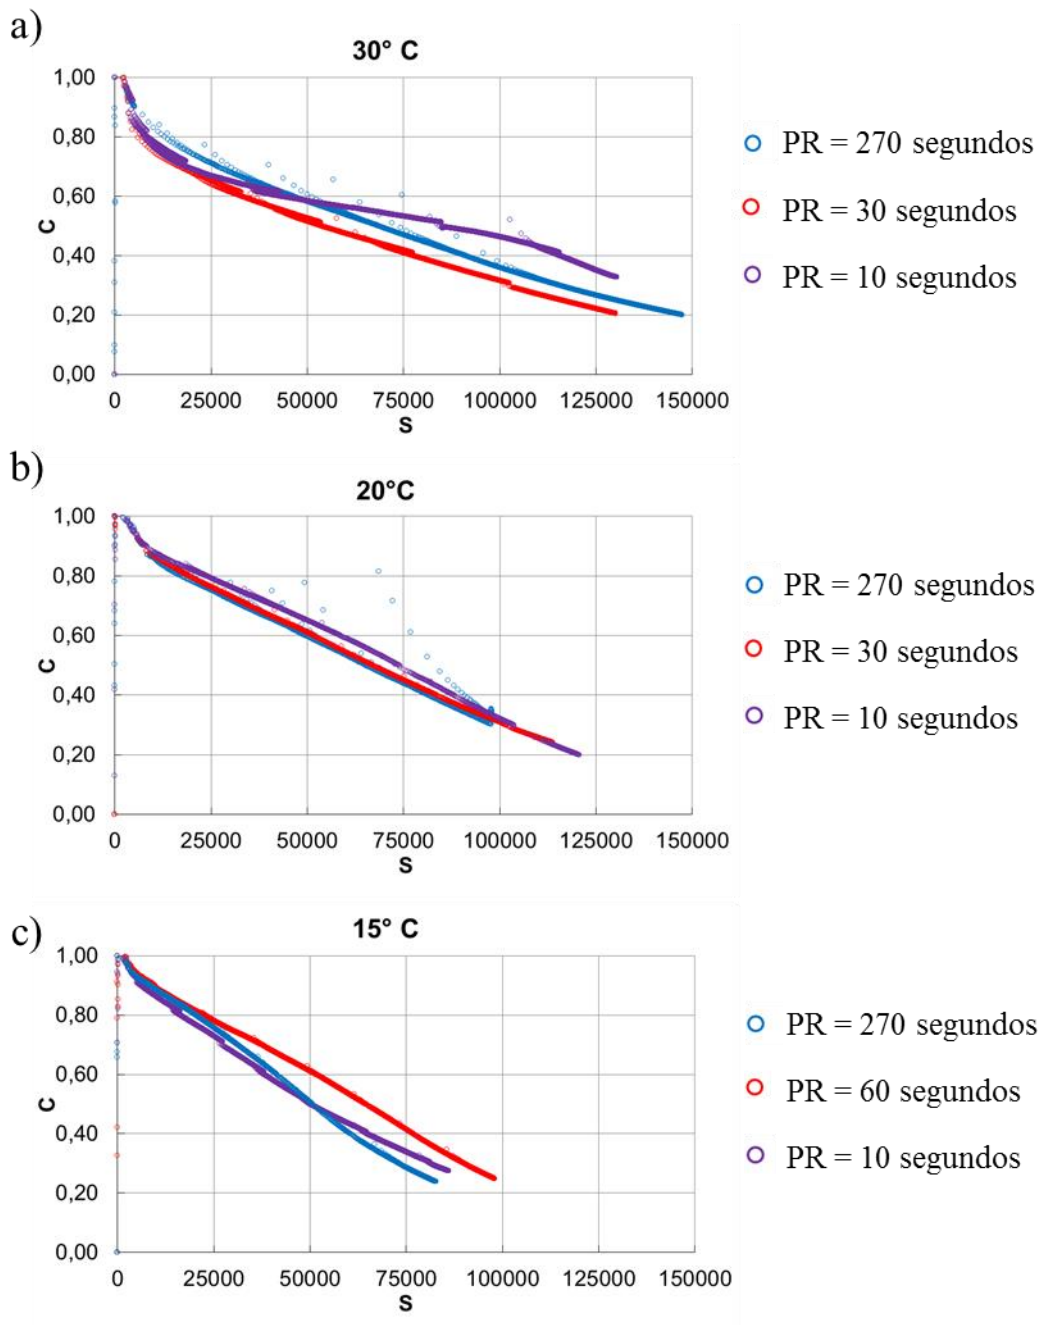 a)
30° C
1,00
0,80
0,60
0,40
0,20
0,00
C
0 25000 50000 75000 100000 125000 150000
S
PR = 270 segundos
PR = 30 segundos
PR = 10 segundos
b)
20°C
1,00
0,80
0,60
0,40
0,20
0,00
C
0 25000 50000 75000 100000 125000 150000
S
PR = 270 segundos
PR = 30 segundos
PR = 10 segundos
c)
15° C
1,00
0,80
0,60
0,40
0,20
0,00
C
0 25000 50000 75000 100000 125000 150000
S
PR = 270 segundos
PR = 60 segundos
PR = 10 segundos